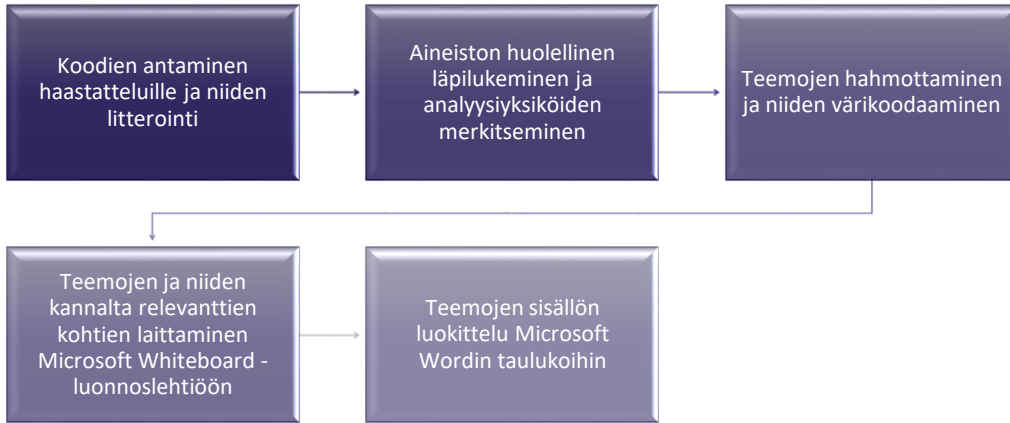 Koodien antaminen
haastatteluille ja niiden
litterointi
Aineiston huolellinen
läpilukeminen ja
analyysiyksiköiden
merkitseminen
Teemojen hahmottaminen
ja niiden värikoodaaminen
Teemojen ja niiden
kannalta relevanttien
kohtien laittaminen
Microsoft Whiteboard -
luonnoslehtiöön
Teemojen sisällön
luokittelu Microsoft
Wordin taulukoihin